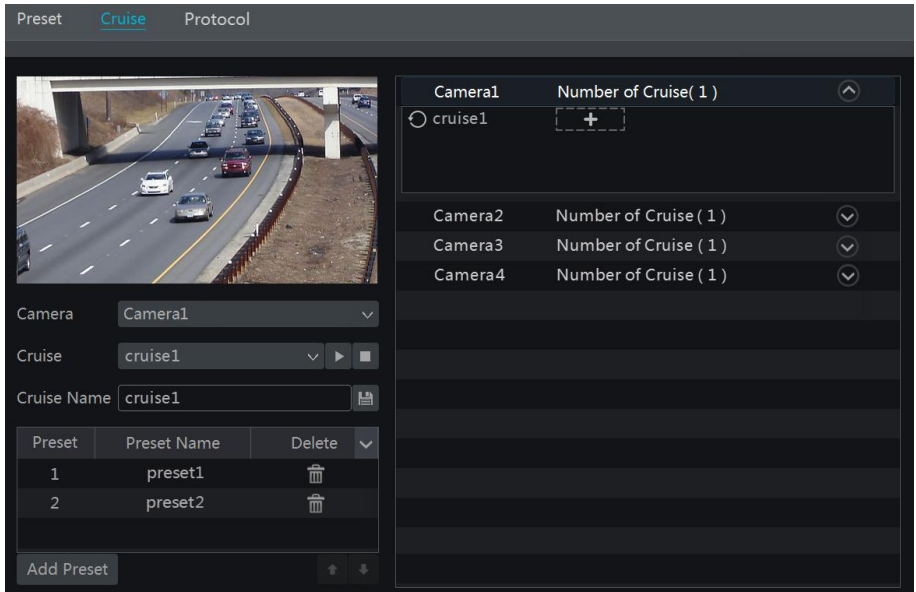 Preset Cruise Protocol
Camera1 Number of Cruise( 1 )
cruise1 +
Camera2 Number of Cruise ( 1 )
Camera3 Number of Cruise ( 1 )
Camera4 Number of Cruise ( 1 )
Camera Camera1
Cruise cruise1
Cruise Name cruise1
Preset Preset Name Delete
1 preset1
2 preset2
Add Preset